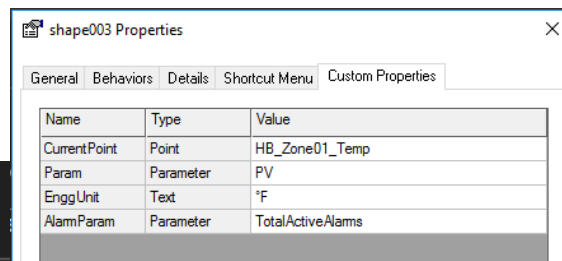 shape003 Properties
General Behaviors Details Shortcut Menu Custom Properties
Name Type Value
CurrentPoint Point HB_Zone01_Temp
Param Parameter PV
EnggUnit Text °F
AlarmParam Parameter TotalActiveAlarms